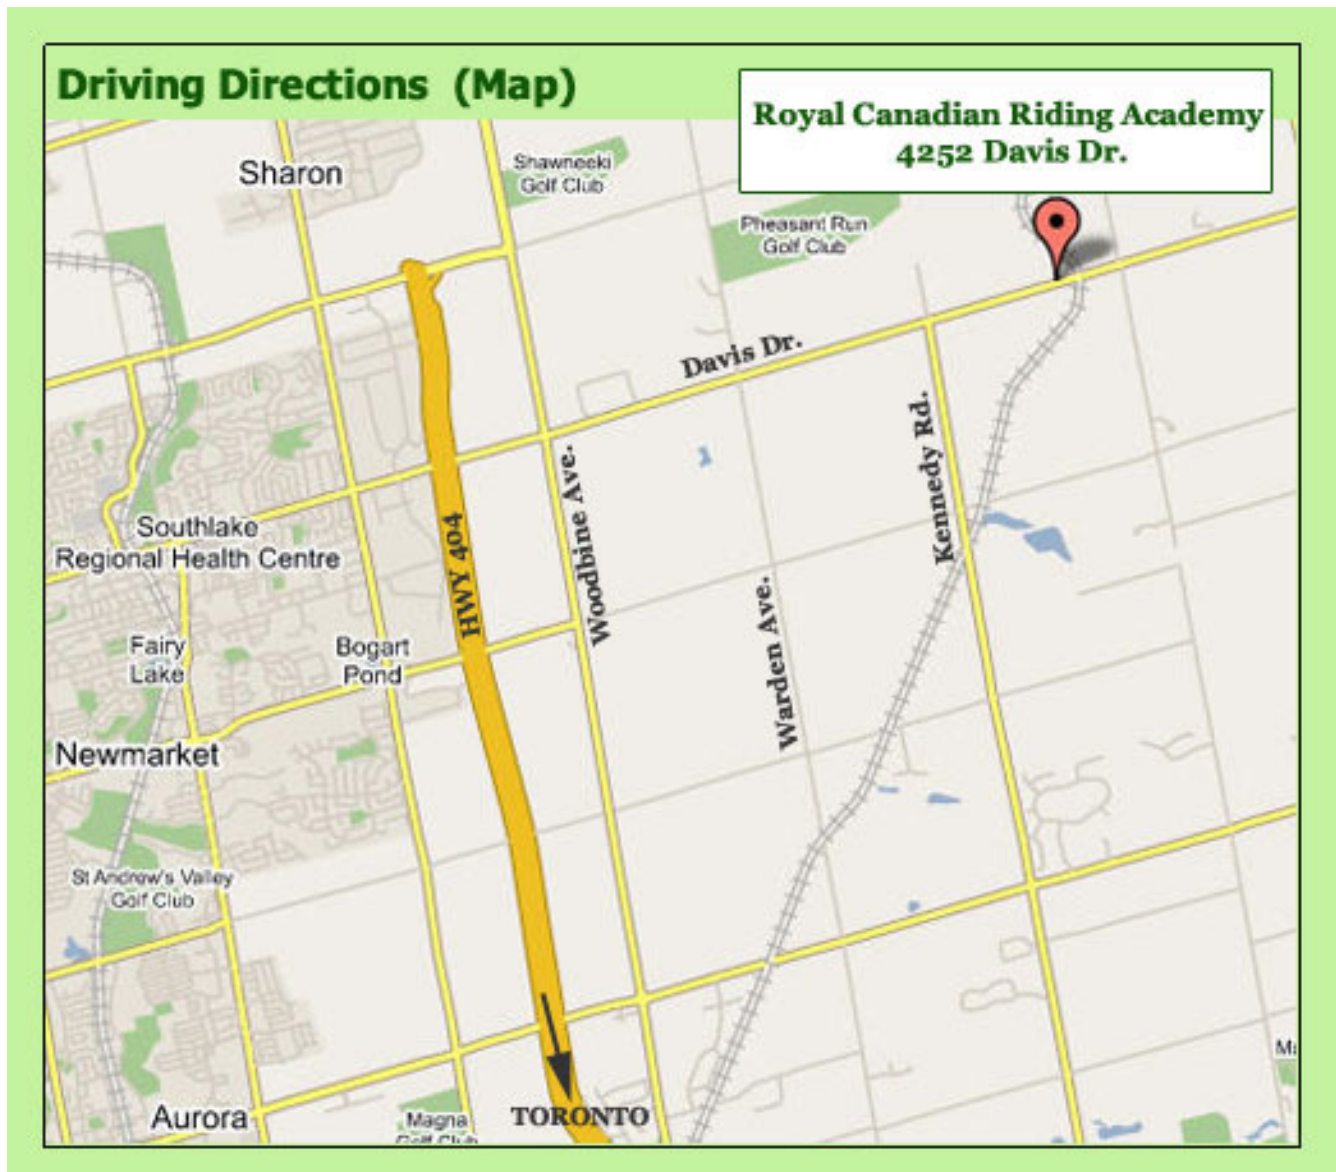 Driving Directions (Map)
Royal Canadian Riding Academy
4252 Davis Dr.
Sharon
Shawneeki
Golf Club
Pheasant Run
Golf Club
Davis Dr.
Kennedy Rd.
Woodbine Ave.
HWY 404
Southlake
Regional Health Centre
Warden Ave.
Fairy
Lake
Bogart
Pond
Newmarket
St Andrew's Valley
Golf Club
Aurora
Magna
Golf Club
TORONTO